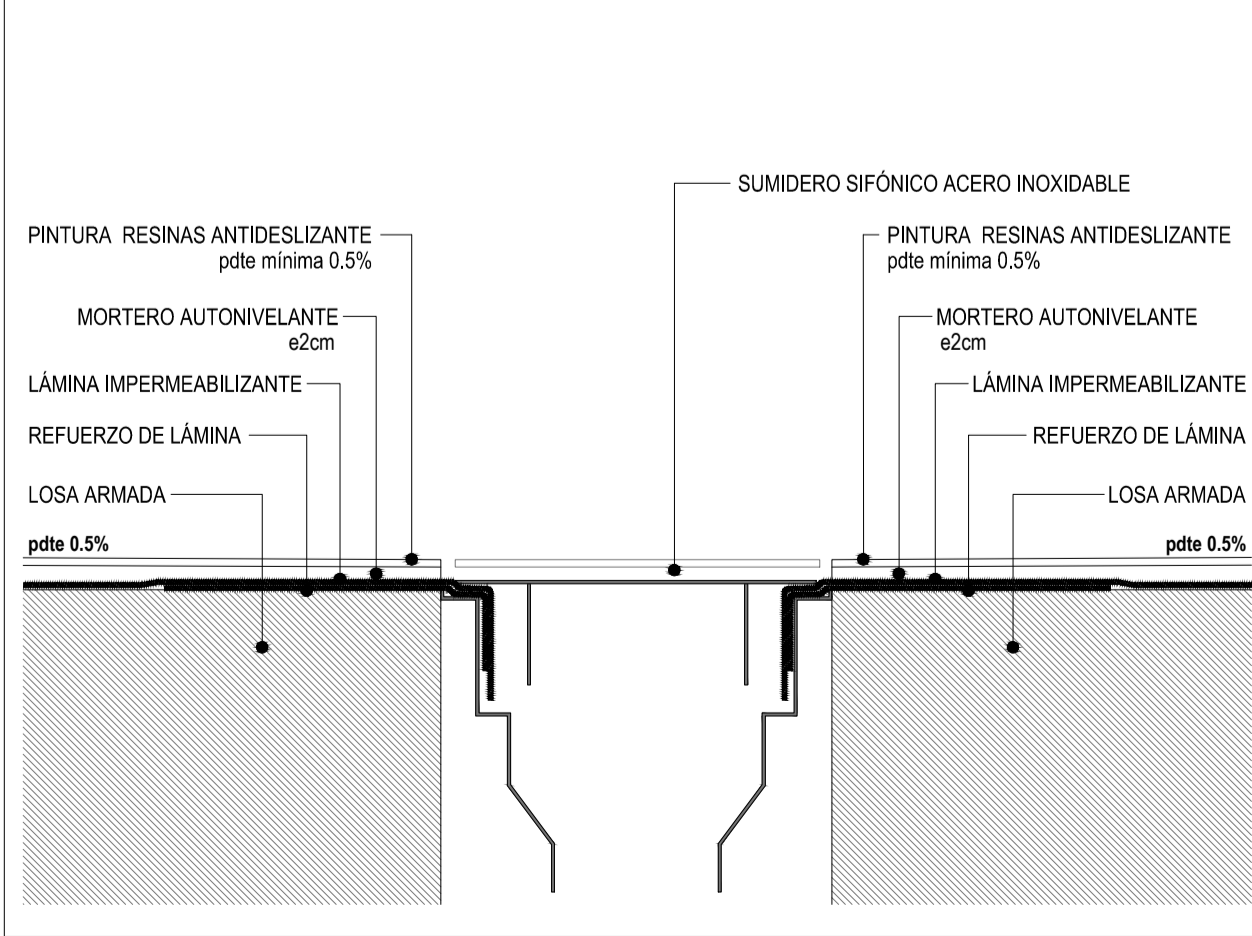 SUMIDERO SIFÓNICO ACERO INOXIDABLE
PINTURA RESINAS ANTIDESLIZANTE
pdte mínima 0.5%
MORTERO AUTONIVELANTE
e2cm
LÁMINA IMPERMEABILIZANTE
REFUERZO DE LÁMINA
LOSA ARMADA
pdte 0.5%
PINTURA RESINAS ANTIDESLIZANTE
pdte mínima 0.5%
MORTERO AUTONIVELANTE
e2cm
LÁMINA IMPERMEABILIZANTE
REFUERZO DE LÁMINA
LOSA ARMADA
pdte 0.5%